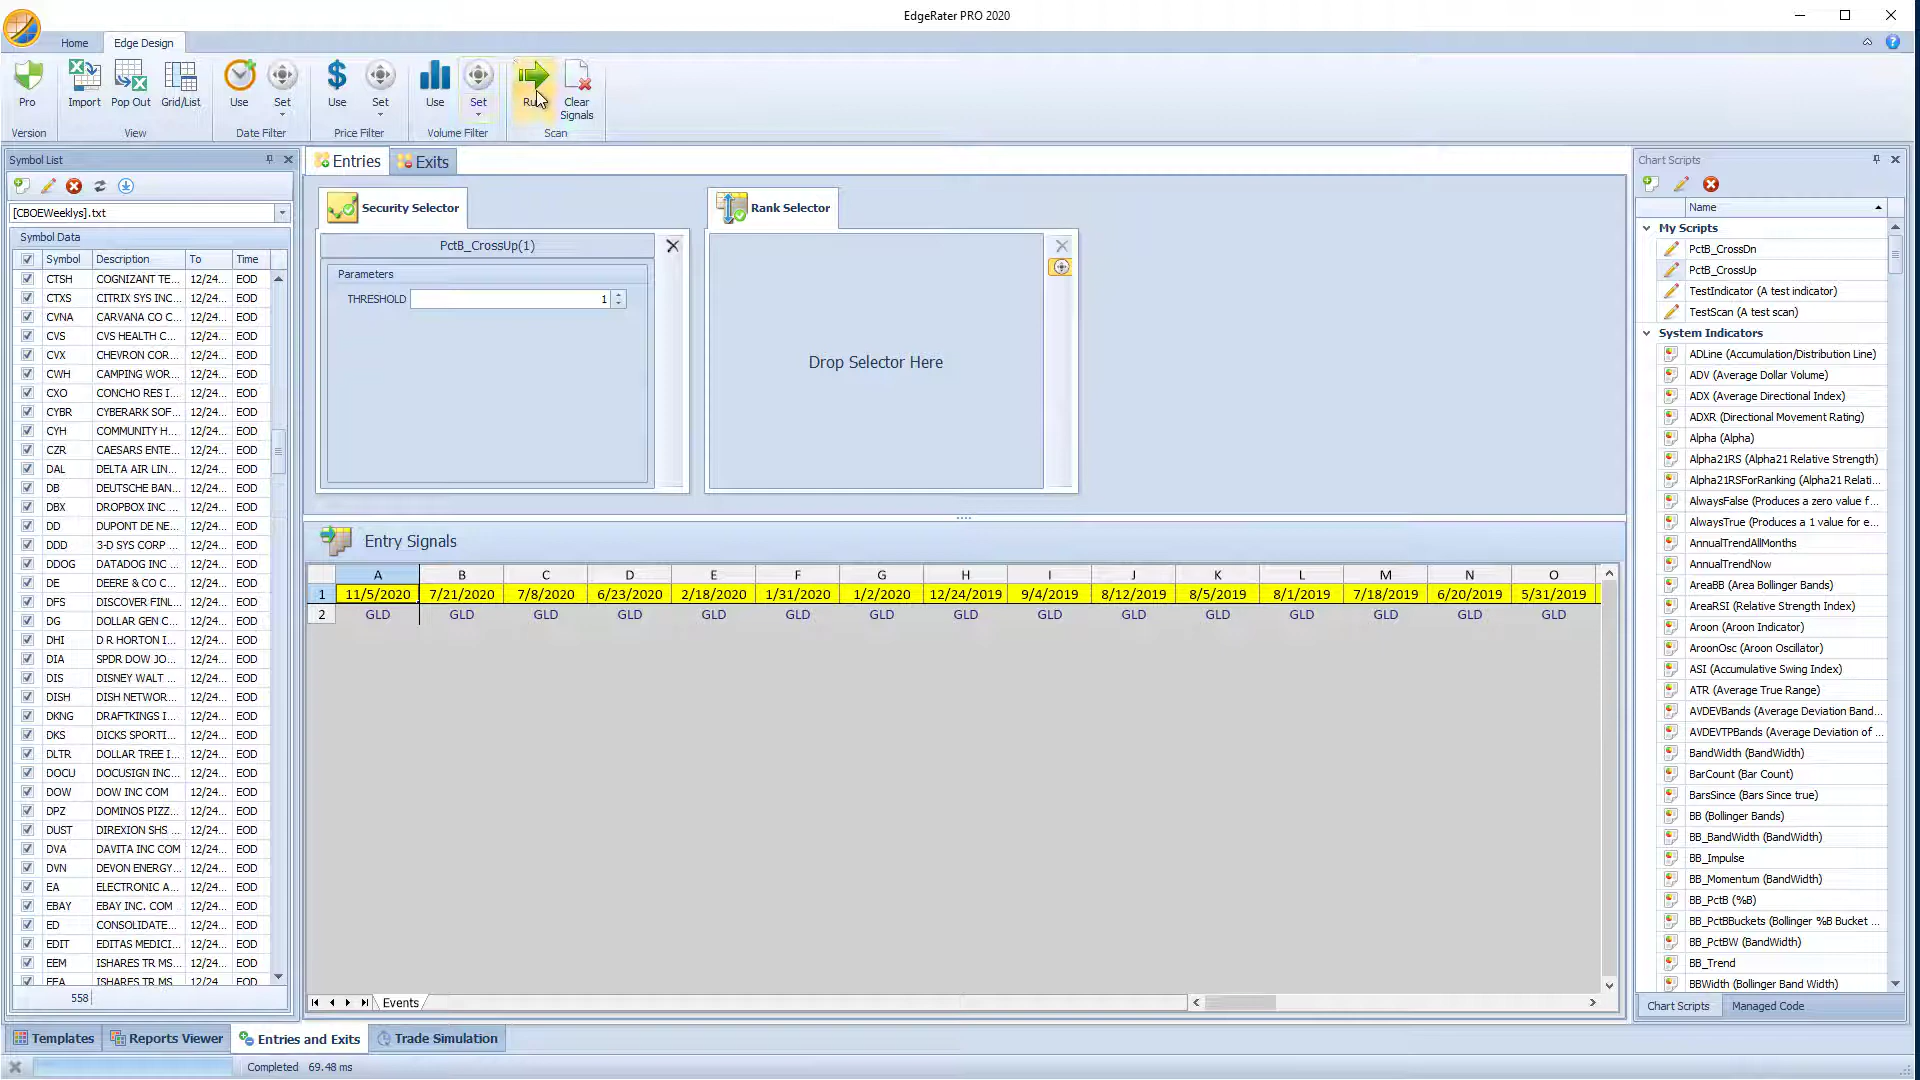 EdgeRater PRO 2020
Home Edge Design
Pro Import Pop Out Grid/List Use Set Use Set Use Set Run Clear Signals
Version View Date Filter Price Filter Volume Filter Scan
Symbol List
[CBOEWeeklys].txt
Symbol Data
Symbol Description To Time
CTSH COGNIZANT TE... 12/24... EOD
CTXS CITRIX SYS INC... 12/24... EOD
CVNA CARVANA CO C... 12/24... EOD
CVS CVS HEALTH C... 12/24... EOD
CVX CHEVRON COR... 12/24... EOD
CWH CAMPING WOR... 12/24... EOD
CXO CONCHO RES I... 12/24... EOD
CYBR CYBERARK SOF... 12/24... EOD
CYH COMMUNITY H... 12/24... EOD
CZR CAESARS ENTE... 12/24... EOD
DAL DELTA AIR LIN... 12/24... EOD
DB DEUTSCHE BAN... 12/24... EOD
DBX DROPBOX INC ... 12/24... EOD
DD DUPONT DE NE... 12/24... EOD
DDD 3-D SYS CORP ... 12/24... EOD
DDOG DATADOG INC ... 12/24... EOD
DE DEERE & CO C... 12/24... EOD
DFS DISCOVER FINL... 12/24... EOD
DG DOLLAR GEN C... 12/24... EOD
DHI D R HORTON I... 12/24... EOD
DIA SPDR DOW JO... 12/24... EOD
DIS DISNEY WALT ... 12/24... EOD
DISH DISH NETWOR... 12/24... EOD
DKNG DRAFTKINGS I... 12/24... EOD
DKS DICKS SPORTI... 12/24... EOD
DLTR DOLLAR TREE I... 12/24... EOD
DOCU DOCUSIGN INC... 12/24... EOD
DOW DOW INC COM 12/24... EOD
DPZ DOMINOS PIZZ... 12/24... EOD
DUST DIREXION SHS ... 12/24... EOD
DVA DAVITA INC COM 12/24... EOD
DVN DEVON ENERGY... 12/24... EOD
EA ELECTRONIC A... 12/24... EOD
EBAY EBAY INC. COM 12/24... EOD
ED CONSOLIDATE... 12/24... EOD
EDIT EDITAS MEDICI... 12/24... EOD
EEM ISHARES TR MS... 12/24... EOD
EFA ISHARES TR MS... 12/24... EOD
558
Entries Exits
Security Selector
PctB_CrossUp(1)
Parameters
THRESHOLD 1
Rank Selector
Drop Selector Here
Entry Signals
A B C D E F G H I J K L M N O
1 11/5/2020 7/21/2020 7/8/2020 6/23/2020 2/18/2020 1/31/2020 1/2/2020 12/24/2019 9/4/2019 8/12/2019 8/5/2019 8/1/2019 7/18/2019 6/20/2019 5/31/2019
2 GLD GLD GLD GLD GLD GLD GLD GLD GLD GLD GLD GLD GLD GLD GLD
Events
Chart Scripts
Name
My Scripts
PctB_CrossDn
PctB_CrossUp
TestIndicator (A test indicator)
TestScan (A test scan)
System Indicators
ADLine (Accumulation/Distribution Line)
ADV (Average Dollar Volume)
ADX (Average Directional Index)
ADXR (Directional Movement Rating)
Alpha (Alpha)
Alpha21RS (Alpha21 Relative Strength)
Alpha21RSForRanking (Alpha21 Relati...
AlwaysFalse (Produces a zero value f...
AlwaysTrue (Produces a 1 value for e...
AnnualTrendAllMonths
AnnualTrendNow
AreaBB (Area Bollinger Bands)
AreaRSI (Relative Strength Index)
Aroon (Aroon Indicator)
AroonOsc (Aroon Oscillator)
ASI (Accumulative Swing Index)
ATR (Average True Range)
AVDEVBands (Average Deviation Band...
AVDEVTPBands (Average Deviation of ...
BandWidth (BandWidth)
BarCount (Bar Count)
BarsSince (Bars Since true)
BB (Bollinger Bands)
BB_BandWidth (BandWidth)
BB_Impulse
BB_Momentum (BandWidth)
BB_PctB (%B)
BB_PctBBuckets (Bollinger %B Bucket ...
BB_PctBW (BandWidth)
BB_Trend
BBWidth (Bollinger Band Width)
Chart Scripts Managed Code
Templates Reports Viewer Entries and Exits Trade Simulation
Completed 69.48 ms